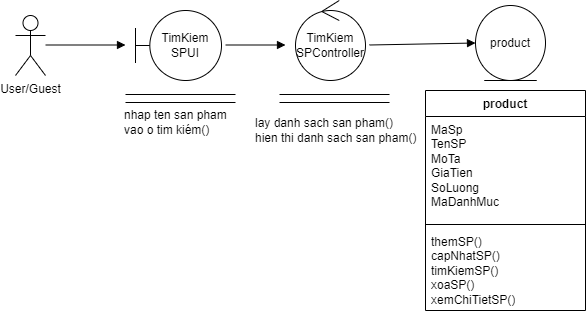 User/Guest
TimKiem
SPUI
nhap ten san pham
vao o tim kiém()
TimKiem
SPController
lay danh sach san pham()
hien thi danh sach san pham()
product
product
MaSp
TenSP
MoTa
GiaTien
SoLuong
MaDanhMuc
themSP()
capNhatSP()
timKiemSP()
xoaSP()
xemChiTietSP()